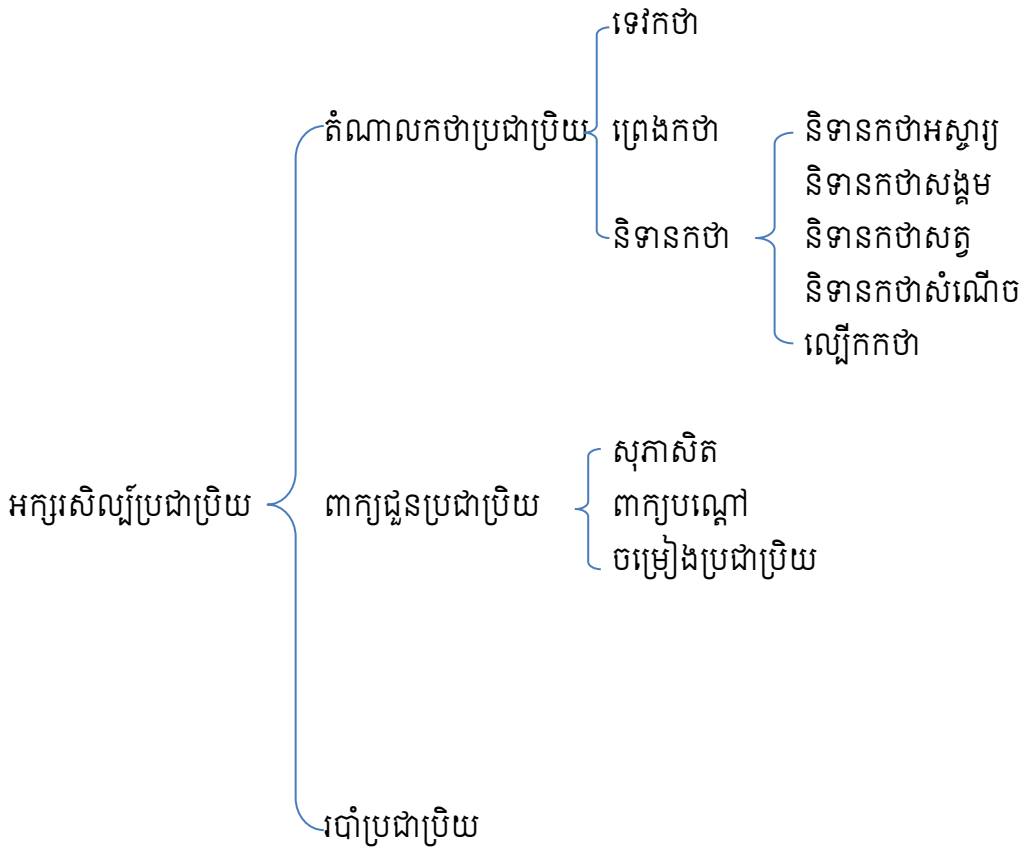 ទេវកថា
តំណាលកថាប្រជាប្រិយ
ព្រេងកថា
និទានកថា
និទានកថាអស្ចារ្យ
និទានកថាសង្គម
និទានកថាសត្វ
និទានកថាសំណើច
ល្បើកកថា
អក្សរសិល្ប៍ប្រជាប្រិយ
ពាក្យជួនប្រជាប្រិយ
សុភាសិត
ពាក្យបណ្ដៅ
ចម្រៀងប្រជាប្រិយ
របាំប្រជាប្រិយ